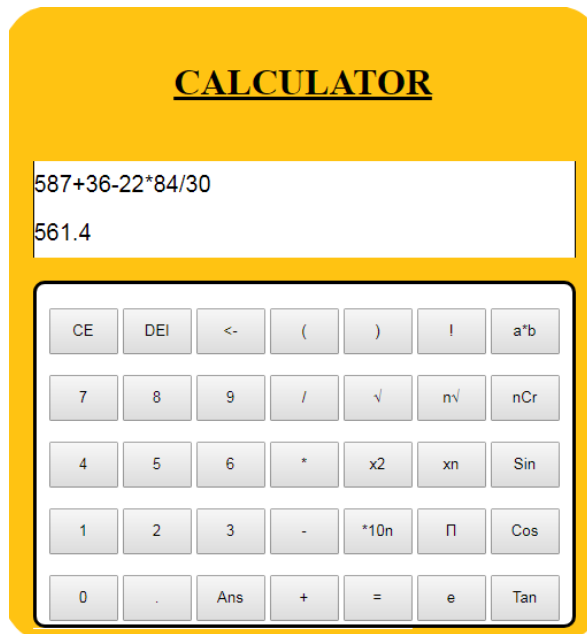 CALCULATOR
587+36-22*84/30
561.4
CE DEl <- ( ) ! a*b
7 8 9 / √ n√ nCr
4 5 6 * x2 xn Sin
1 2 3 - *10n Π Cos
0 . Ans + = e Tan